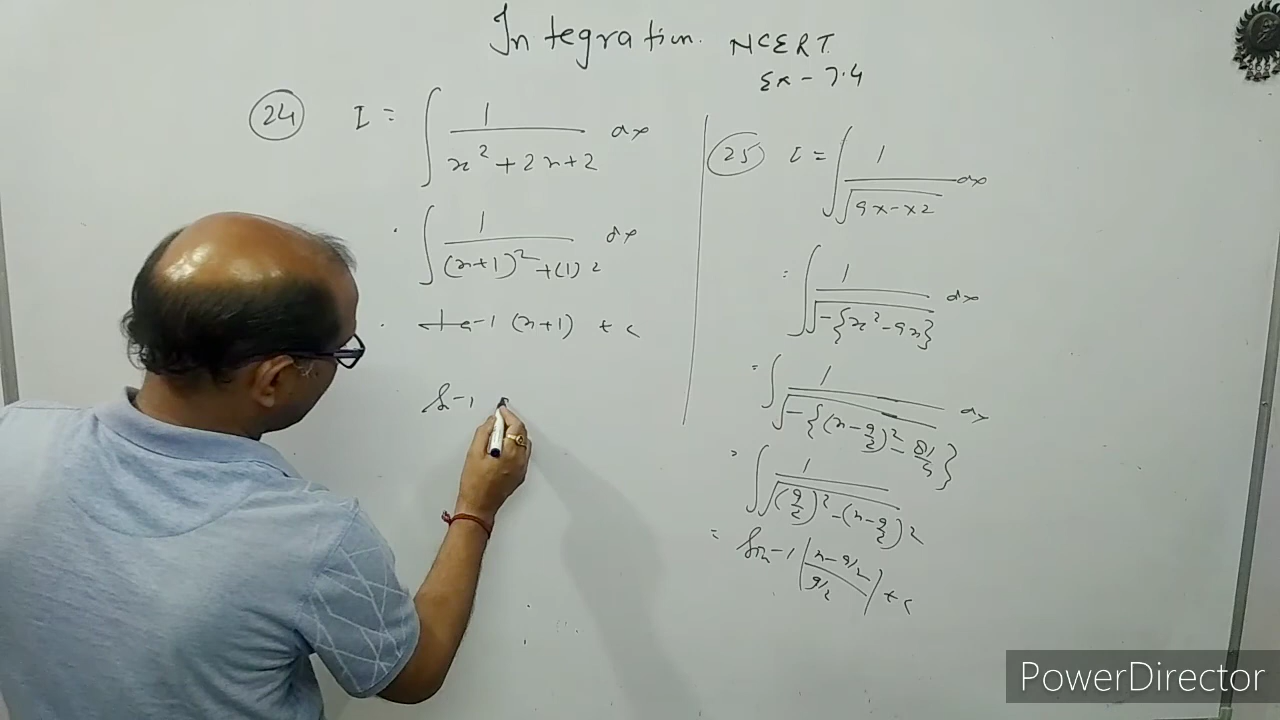 Integration. NCERT.
Ex - 7.4
24 I = ∫ 1/(x² + 2x + 2) dx
∫ 1/((x+1)² + (1)²) dx
tan-1 (x+1) + c
Sin-1
25 I = ∫ 1/√(9x - x2) dx
= ∫ 1/√(-{x² - 9x}) dx
= ∫ 1/√(-{(x - 9/2)² - 81/4}) dx
= ∫ 1/√((9/2)² - (x - 9/2)²)
= Sin-1 ((x - 9/2)/(9/2)) + c
PowerDirector